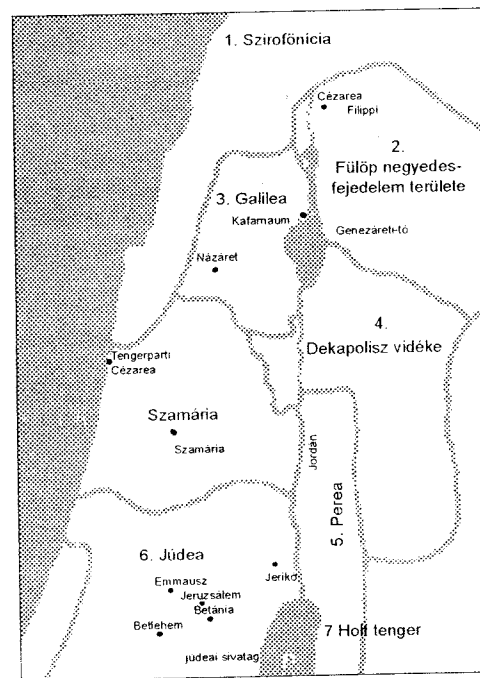 1. Szirofönícia
Cézarea
Filippi
2.
Fülöp negyedes-
fejedelem területe
3. Galilea
Kafarnaum
Genezáreti-tó
Názáret
4.
Dekapolisz vidéke
Tengerparti
Cézarea
Szamária
Szamária
Jordán
5. Perea
6. Júdea
Jerikó
Emmausz
Jeruzsálem
Betánia
Betlehem
7 Holt tenger
júdeai sivatag